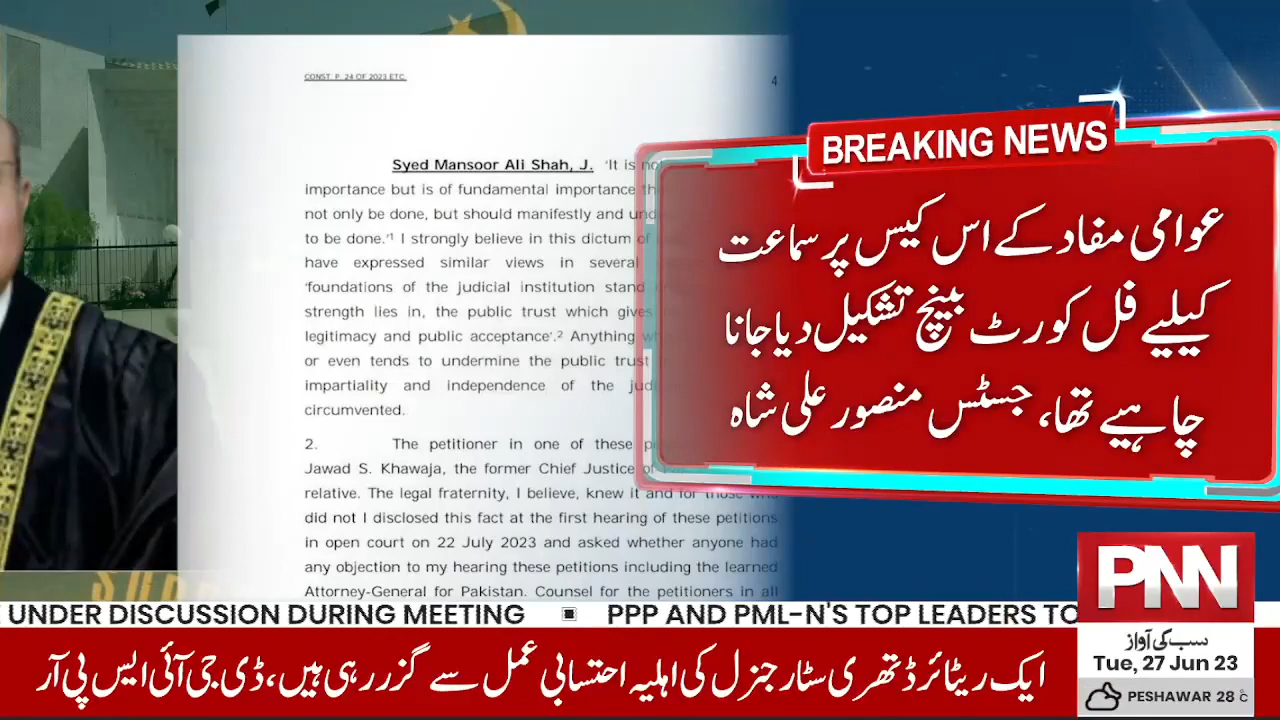 CONST. P. 24 OF 2023 ETC.
4
Syed Mansoor Ali Shah, J. 'It is no
importance but is of fundamental importance th
not only be done, but should manifestly and und
to be done.'¹ I strongly believe in this dictum of
have expressed similar views in several
'foundations of the judicial institution stand
strength lies in, the public trust which gives
legitimacy and public acceptance'.² Anything
or even tends to undermine the public trust
impartiality and independence of the jud
circumvented.
2. The petitioner in one of these p
Jawad S. Khawaja, the former Chief Justice of
relative. The legal fraternity, I believe, knew it and for those who
did not I disclosed this fact at the first hearing of these petitions
in open court on 22 July 2023 and asked whether anyone had
any objection to my hearing these petitions including the learned
Attorney-General for Pakistan. Counsel for the petitioners in all
BREAKING NEWS
عوامی مفاد کے اس کیس پر سماعت
کیلیے فل کورٹ بینچ تشکیل دیا جانا
چاہیے تھا، جسٹس منصور علی شاہ
UNDER DISCUSSION DURING MEETING ▪ PPP AND PML-N'S TOP LEADERS TO
ایک ریٹائرڈ تھری سٹار جنرل کی اہلیہ احتسابی عمل سے گزر رہی ہیں، ڈی جی آئی ایس پی آر
PNN
سب کی آواز
Tue, 27 Jun 23
PESHAWAR 28 °C